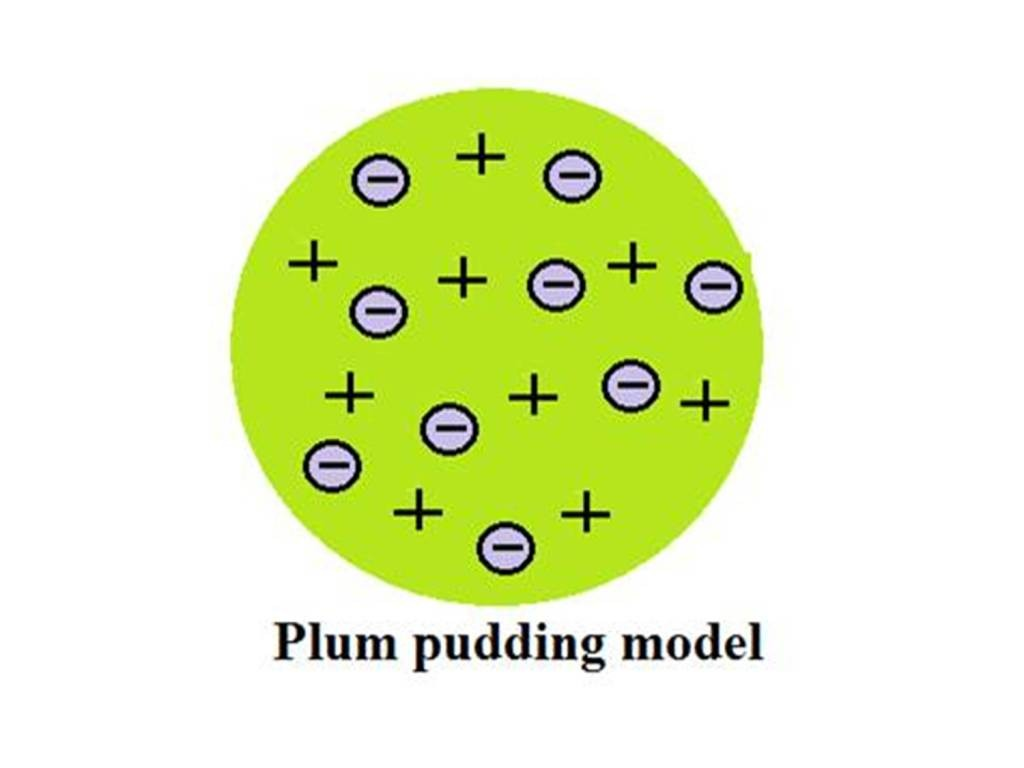 − + −
+ + − + −
−
+ + − +
−
−
+ +
−
Plum pudding model